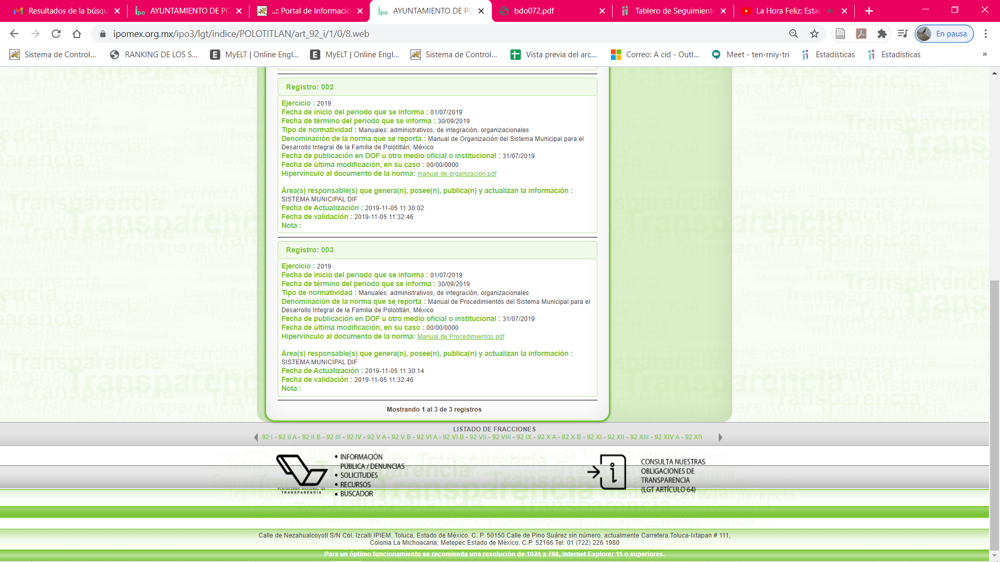 Resultados de la búsqu
AYUNTAMIENTO DE PO
..:: Portal de Informació
AYUNTAMIENTO DE PO
bdo072.pdf
Tablero de Seguimient
La Hora Feliz: Estac
ipomex.org.mx/ipo3/lgt/indice/POLOTITLAN/art_92_i/1/0/8.web
En pausa
Sistema de Control...
RANKING DE LOS S...
MyELT | Online Engl...
MyELT | Online Engl...
Sistema de Control...
Vista previa del arc...
Correo: A cid - Outl...
Meet - ten-rniy-tri
Estadísticas
Estadísticas
»
Registro: 002
Ejercicio : 2019
Fecha de inicio del periodo que se informa : 01/07/2019
Fecha de término del periodo que se informa : 30/09/2019
Tipo de normatividad : Manuales: administrativos, de integración, organizacionales
Denominación de la norma que se reporta : Manual de Organización del Sistema Municipal para el
Desarrollo Integral de la Familia de Polotitlán, México
Fecha de publicación en DOF u otro medio oficial o institucional : 31/07/2019
Fecha de última modificación, en su caso : 00/00/0000
Hipervínculo al documento de la norma: manual de organizacion.pdf
Área(s) responsable(s) que genera(n), posee(n), publica(n) y actualizan la información :
SISTEMA MUNICIPAL DIF
Fecha de Actualización : 2019-11-05 11:30:02
Fecha de validación : 2019-11-05 11:32:46
Nota :
Registro: 003
Ejercicio : 2019
Fecha de inicio del periodo que se informa : 01/07/2019
Fecha de término del periodo que se informa : 30/09/2019
Tipo de normatividad : Manuales: administrativos, de integración, organizacionales
Denominación de la norma que se reporta : Manual de Procedimientos del Sistema Municipal para el
Desarrollo Integral de la Familia de Polotitlán, México
Fecha de publicación en DOF u otro medio oficial o institucional : 31/07/2019
Fecha de última modificación, en su caso : 00/00/0000
Hipervínculo al documento de la norma: Manual de Procedimientos.pdf
Área(s) responsable(s) que genera(n), posee(n), publica(n) y actualizan la información :
SISTEMA MUNICIPAL DIF
Fecha de Actualización : 2019-11-05 11:30:14
Fecha de validación : 2019-11-05 11:32:46
Nota :
Mostrando 1 al 3 de 3 registros
LISTADO DE FRACCIONES
92 I - 92 II A - 92 II B - 92 III - 92 IV - 92 V A - 92 V B - 92 VI A - 92 VI B - 92 VII - 92 VIII - 92 IX - 92 X A - 92 X B - 92 XI - 92 XII - 92 XIII - 92 XIV A - 92 XIV
PLATAFORMA NACIONAL DE
TRANSPARENCIA
• INFORMACIÓN
PÚBLICA / DENUNCIAS
• SOLICITUDES
• RECURSOS
• BUSCADOR
CONSULTA NUESTRAS
OBLIGACIONES DE
TRANSPARENCIA
(LGT ARTÍCULO 64)
Calle de Nezahualcoyotl S/N Col. Izcalli IPIEM, Toluca, Estado de México. C. P. 50150 Calle de Pino Suárez sin número, actualmente Carretera Toluca-Ixtapan # 111,
Colonia La Michoacana; Metepec Estado de México, C.P. 52166 Tel: 01 (722) 226 1980
Para un óptimo funcionamiento se recomienda una resolución de 1024 x 768, Internet Explorer 11 o superiores.